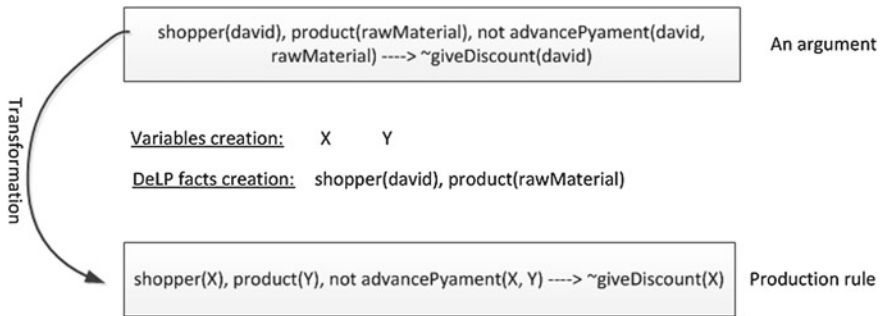 shopper(david), product(rawMaterial), not advancePyament(david,
rawMaterial) ----> ~giveDiscount(david)
An argument
Transformation
Variables creation: X Y
DeLP facts creation: shopper(david), product(rawMaterial)
shopper(X), product(Y), not advancePyament(X, Y) ----> ~giveDiscount(X)
Production rule